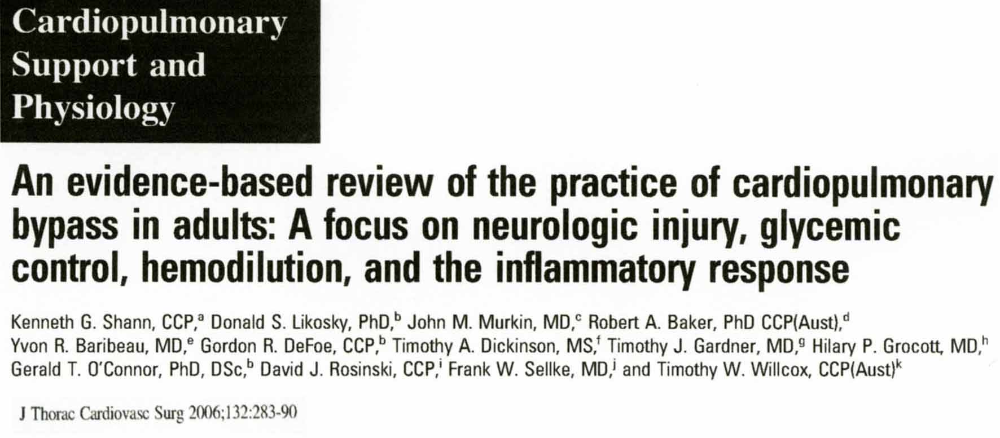 Cardiopulmonary
Support and
Physiology
An evidence-based review of the practice of cardiopulmonary
bypass in adults: A focus on neurologic injury, glycemic
control, hemodilution, and the inflammatory response
Kenneth G. Shann, CCP,ᵃ Donald S. Likosky, PhD,ᵇ John M. Murkin, MD,ᶜ Robert A. Baker, PhD CCP(Aust),ᵈ
Yvon R. Baribeau, MD,ᵉ Gordon R. DeFoe, CCP,ᵇ Timothy A. Dickinson, MS,ᶠ Timothy J. Gardner, MD,ᵍ Hilary P. Grocott, MD,ʰ
Gerald T. O'Connor, PhD, DSc,ᵇ David J. Rosinski, CCP,ⁱ Frank W. Sellke, MD,ʲ and Timothy W. Willcox, CCP(Aust)ᵏ
J Thorac Cardiovasc Surg 2006;132:283-90